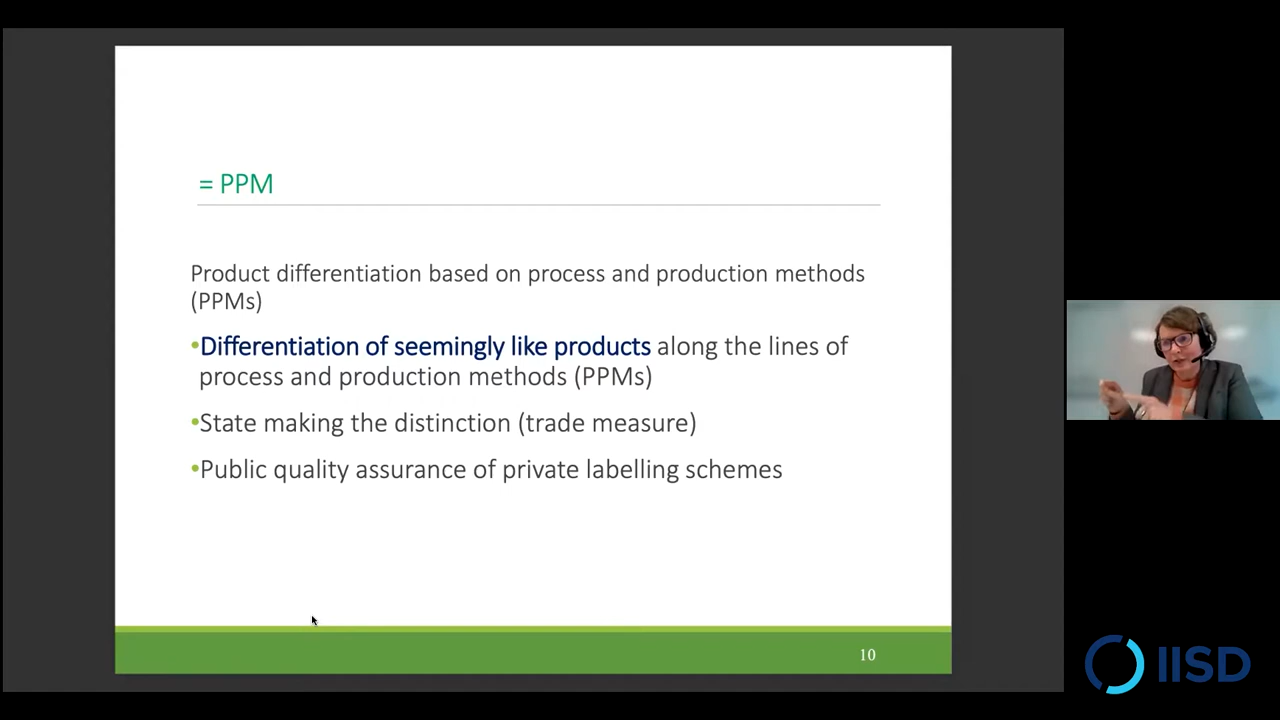 = PPM
Product differentiation based on process and production methods
(PPMs)
•Differentiation of seemingly like products along the lines of
process and production methods (PPMs)
•State making the distinction (trade measure)
•Public quality assurance of private labelling schemes
10
IISD